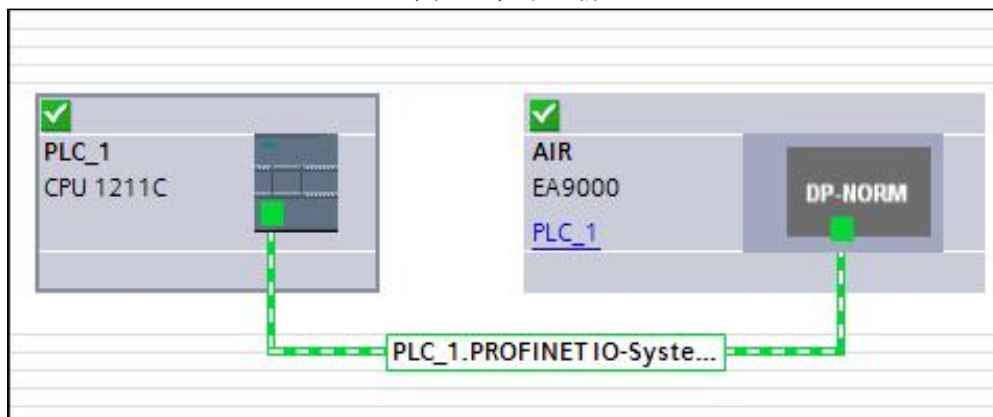 PLC_1
CPU 1211C
AIR
EA9000
PLC_1
DP-NORM
PLC_1.PROFINET IO-Syste...